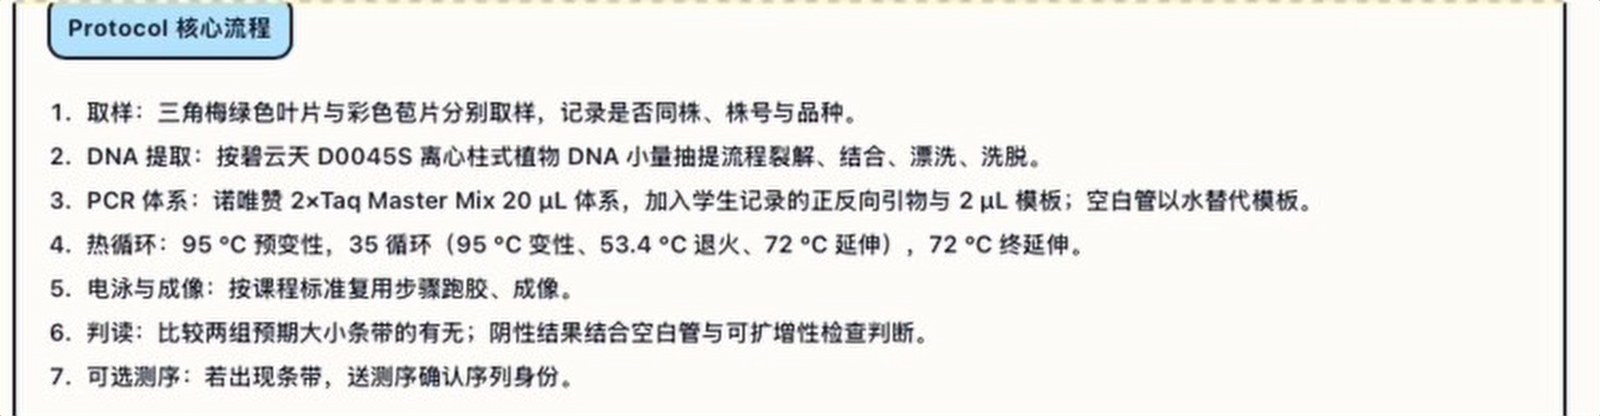 Protocol 核心流程
1. 取样：三角梅绿色叶片与彩色苞片分别取样，记录是否同株、株号与品种。
2. DNA 提取：按碧云天 D0045S 离心柱式植物 DNA 小量抽提流程裂解、结合、漂洗、洗脱。
3. PCR 体系：诺唯赞 2×Taq Master Mix 20 μL 体系，加入学生记录的正反向引物与 2 μL 模板；空白管以水替代模板。
4. 热循环：95 °C 预变性，35 循环（95 °C 变性、53.4 °C 退火、72 °C 延伸），72 °C 终延伸。
5. 电泳与成像：按课程标准复用步骤跑胶、成像。
6. 判读：比较两组预期大小条带的有无；阴性结果结合空白管与可扩增性检查判断。
7. 可选测序：若出现条带，送测序确认序列身份。